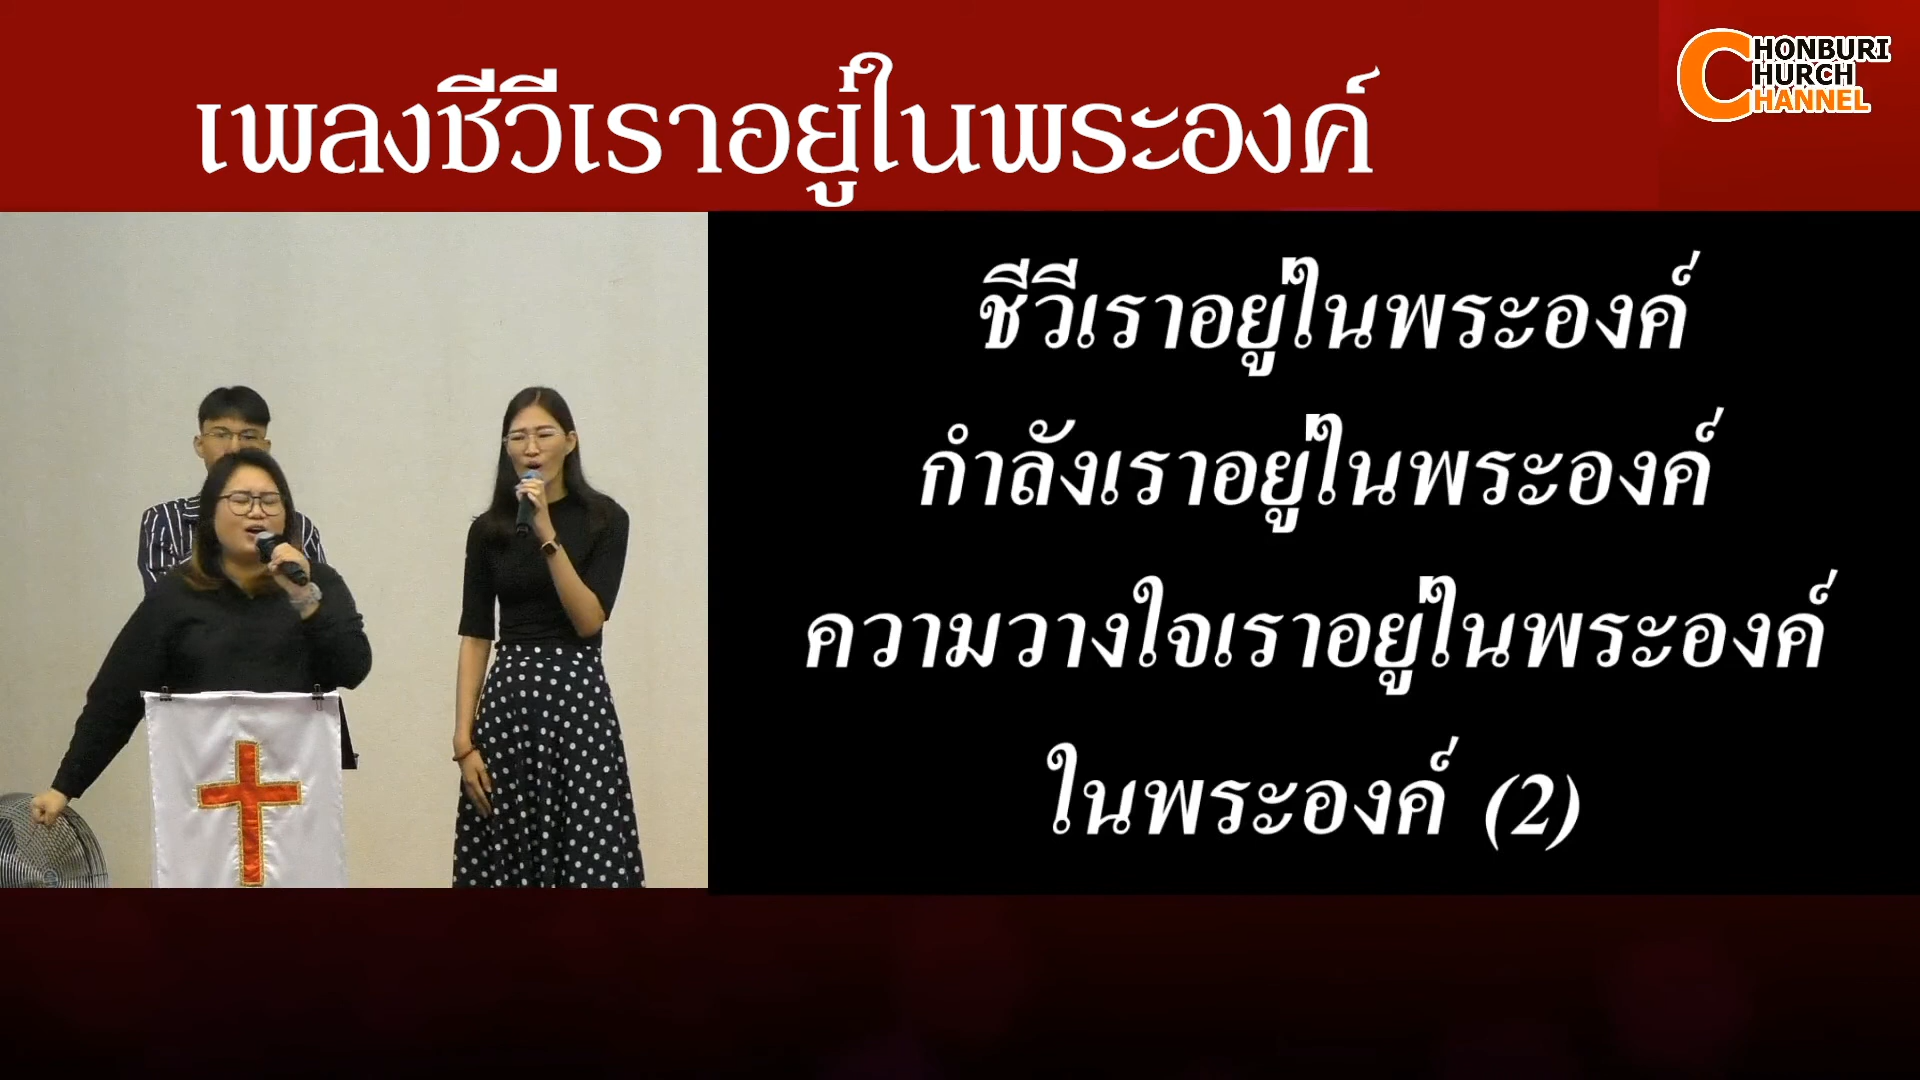 เพลงชีวีเราอยู่ในพระองค์
CHONBURI
CHURCH
CHANNEL
ชีวีเราอยู่ในพระองค์
กำลังเราอยู่ในพระองค์
ความวางใจเราอยู่ในพระองค์
ในพระองค์ (2)